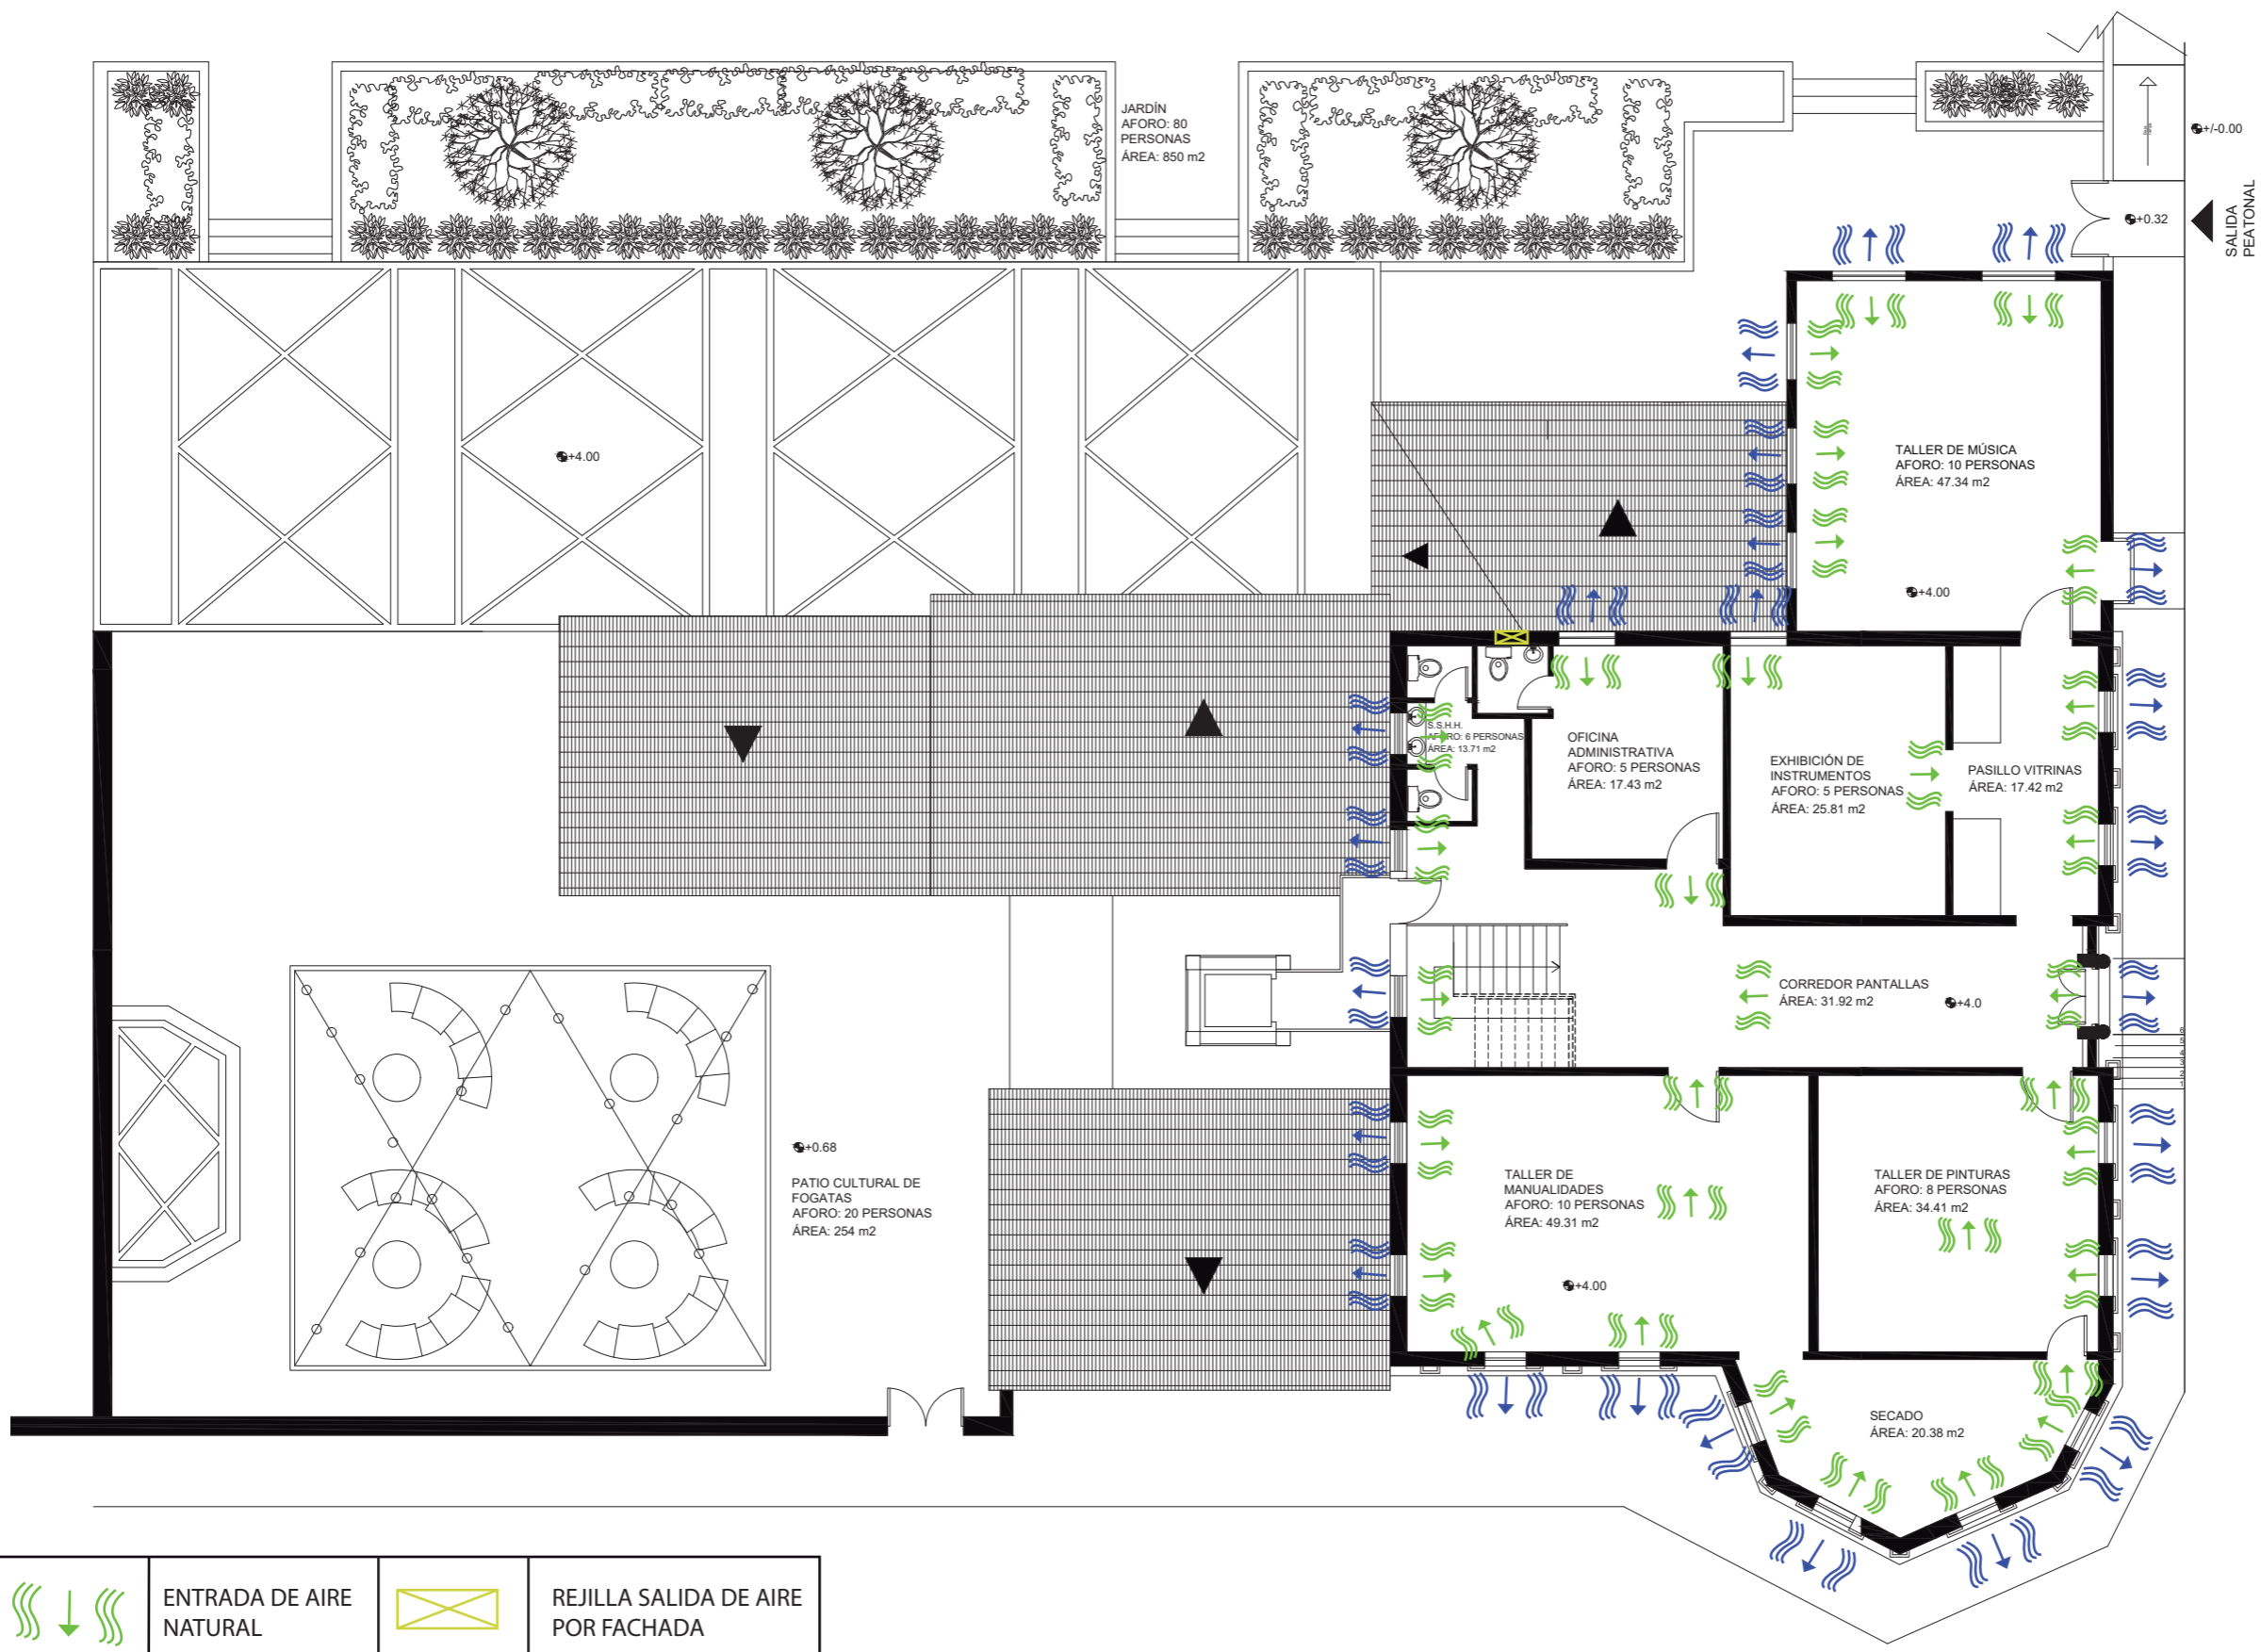 JARDÍN
AFORO: 80
PERSONAS
ÁREA: 850 m2
+/-0.00
+0.32
SALIDA
PEATONAL
+4.00
TALLER DE MÚSICA
AFORO: 10 PERSONAS
ÁREA: 47.34 m2
+4.00
S.S.H.H.
AFORO: 6 PERSONAS
ÁREA: 13.71 m2
OFICINA
ADMINISTRATIVA
AFORO: 5 PERSONAS
ÁREA: 17.43 m2
EXHIBICIÓN DE
INSTRUMENTOS
AFORO: 5 PERSONAS
ÁREA: 25.81 m2
PASILLO VITRINAS
ÁREA: 17.42 m2
CORREDOR PANTALLAS
ÁREA: 31.92 m2
+4.0
6
5
4
3
2
1
+0.68
PATIO CULTURAL DE
FOGATAS
AFORO: 20 PERSONAS
ÁREA: 254 m2
TALLER DE
MANUALIDADES
AFORO: 10 PERSONAS
ÁREA: 49.31 m2
+4.00
TALLER DE PINTURAS
AFORO: 8 PERSONAS
ÁREA: 34.41 m2
SECADO
ÁREA: 20.38 m2
ENTRADA DE AIRE
NATURAL
REJILLA SALIDA DE AIRE
POR FACHADA